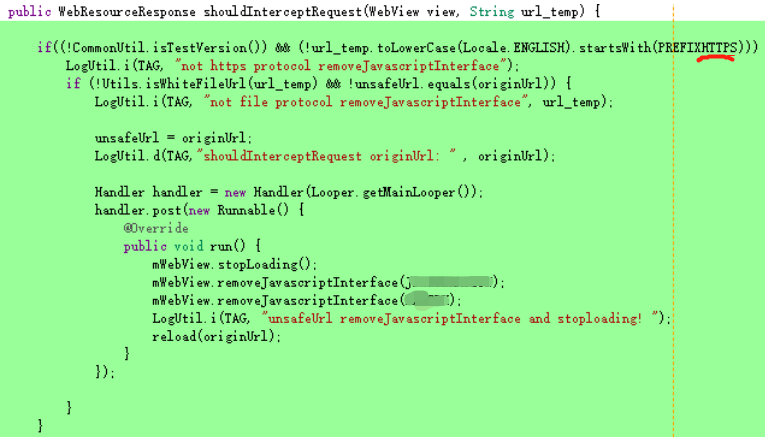 public WebResourceResponse shouldInterceptRequest(WebView view, String url_temp) {
if((!CommonUtil.isTestVersion()) && (!url_temp.toLowerCase(Locale.ENGLISH).startsWith(PREFIXHTTPS)))
LogUtil.i(TAG, "not https protocol removeJavascriptInterface");
if (!Utils.isWhiteFileUrl(url_temp) && !unsafeUrl.equals(originUrl)) {
LogUtil.i(TAG, "not file protocol removeJavascriptInterface", url_temp);
unsafeUrl = originUrl;
LogUtil.d(TAG,"shouldInterceptRequest originUrl: " , originUrl);
Handler handler = new Handler(Looper.getMainLooper());
handler.post(new Runnable() {
@Override
public void run() {
mWebView.stopLoading();
mWebView.removeJavascriptInterface();
mWebView.removeJavascriptInterface();
LogUtil.i(TAG, "unsafeUrl removeJavascriptInterface and stoploading! ");
reload(originUrl);
}
});
}
}